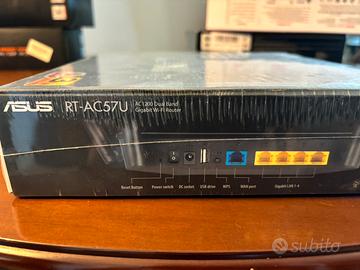 ASUS RT-AC57U
AC1200 Dual Band
Gigabit Wi-Fi Router
Reset Button Power switch DC socket USB drive WPS WAN port Gigabit LAN 1-4
subito